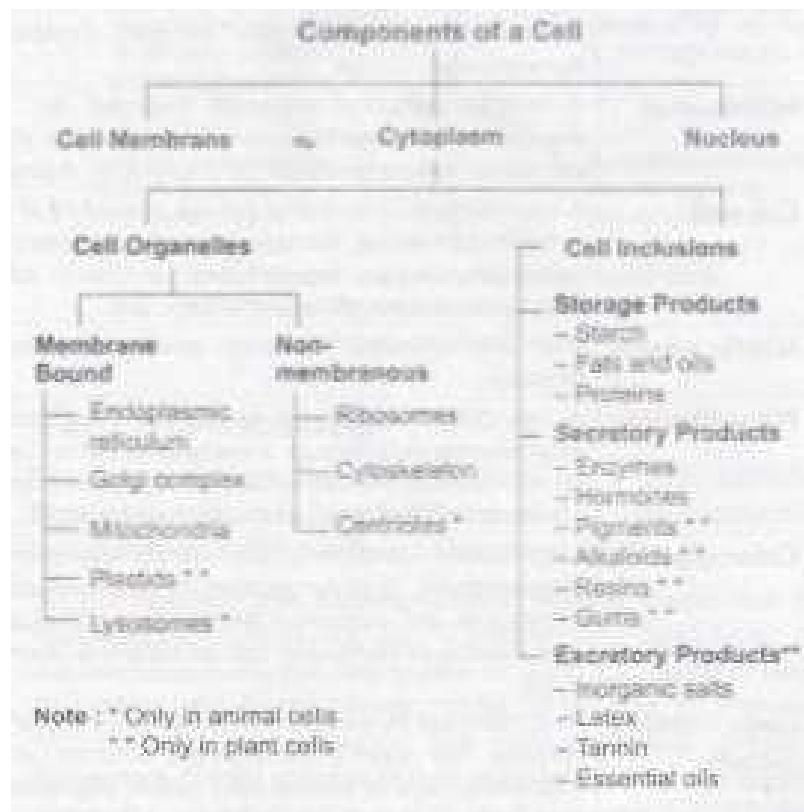 Components of a Cell
Cell Membrane
Cytoplasm
Nucleus
Cell Organelles
Membrane
Bound
Endoplasmic
reticulum
Golgi complex
Mitochondria
Plastids * *
Lysosomes *
Non-
membranous
Ribosomes
Cytoskeleton
Centrioles *
Cell Inclusions
Storage Products
– Starch
– Fats and oils
– Proteins
Secretory Products
– Enzymes
– Hormones
– Pigments * *
– Alkaloids * *
– Resins * *
– Gums * *
Excretory Products**
– Inorganic salts
– Latex
– Tannin
– Essential oils
Note : * Only in animal cells
* * Only in plant cells